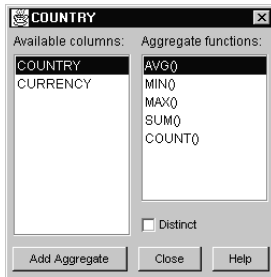 COUNTRY
Available columns:
COUNTRY
CURRENCY
Aggregate functions:
AVG()
MIN()
MAX()
SUM()
COUNT()
Distinct
Add Aggregate
Close
Help